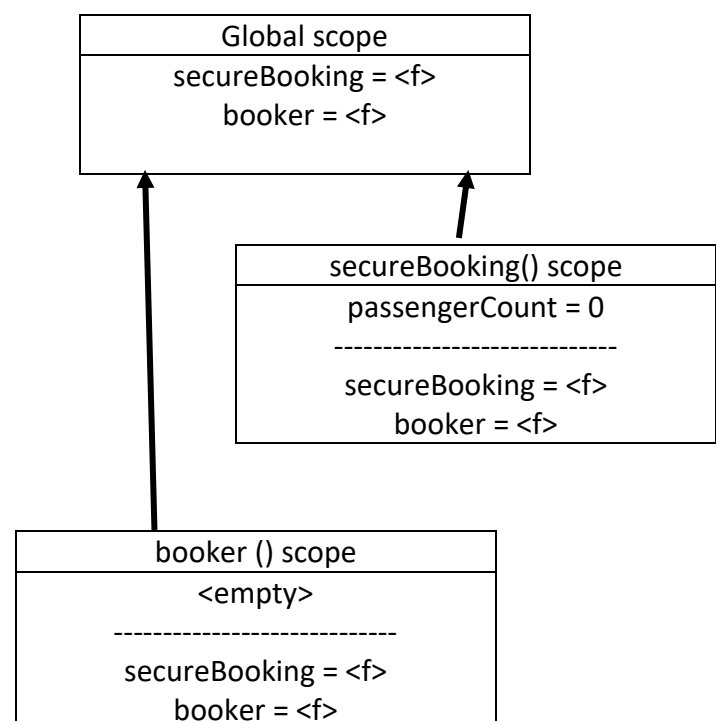 Global scope
secureBooking = <f>
booker = <f>
secureBooking() scope
passengerCount = 0
-----------------------------
secureBooking = <f>
booker = <f>
booker () scope
<empty>
-----------------------------
secureBooking = <f>
booker = <f>